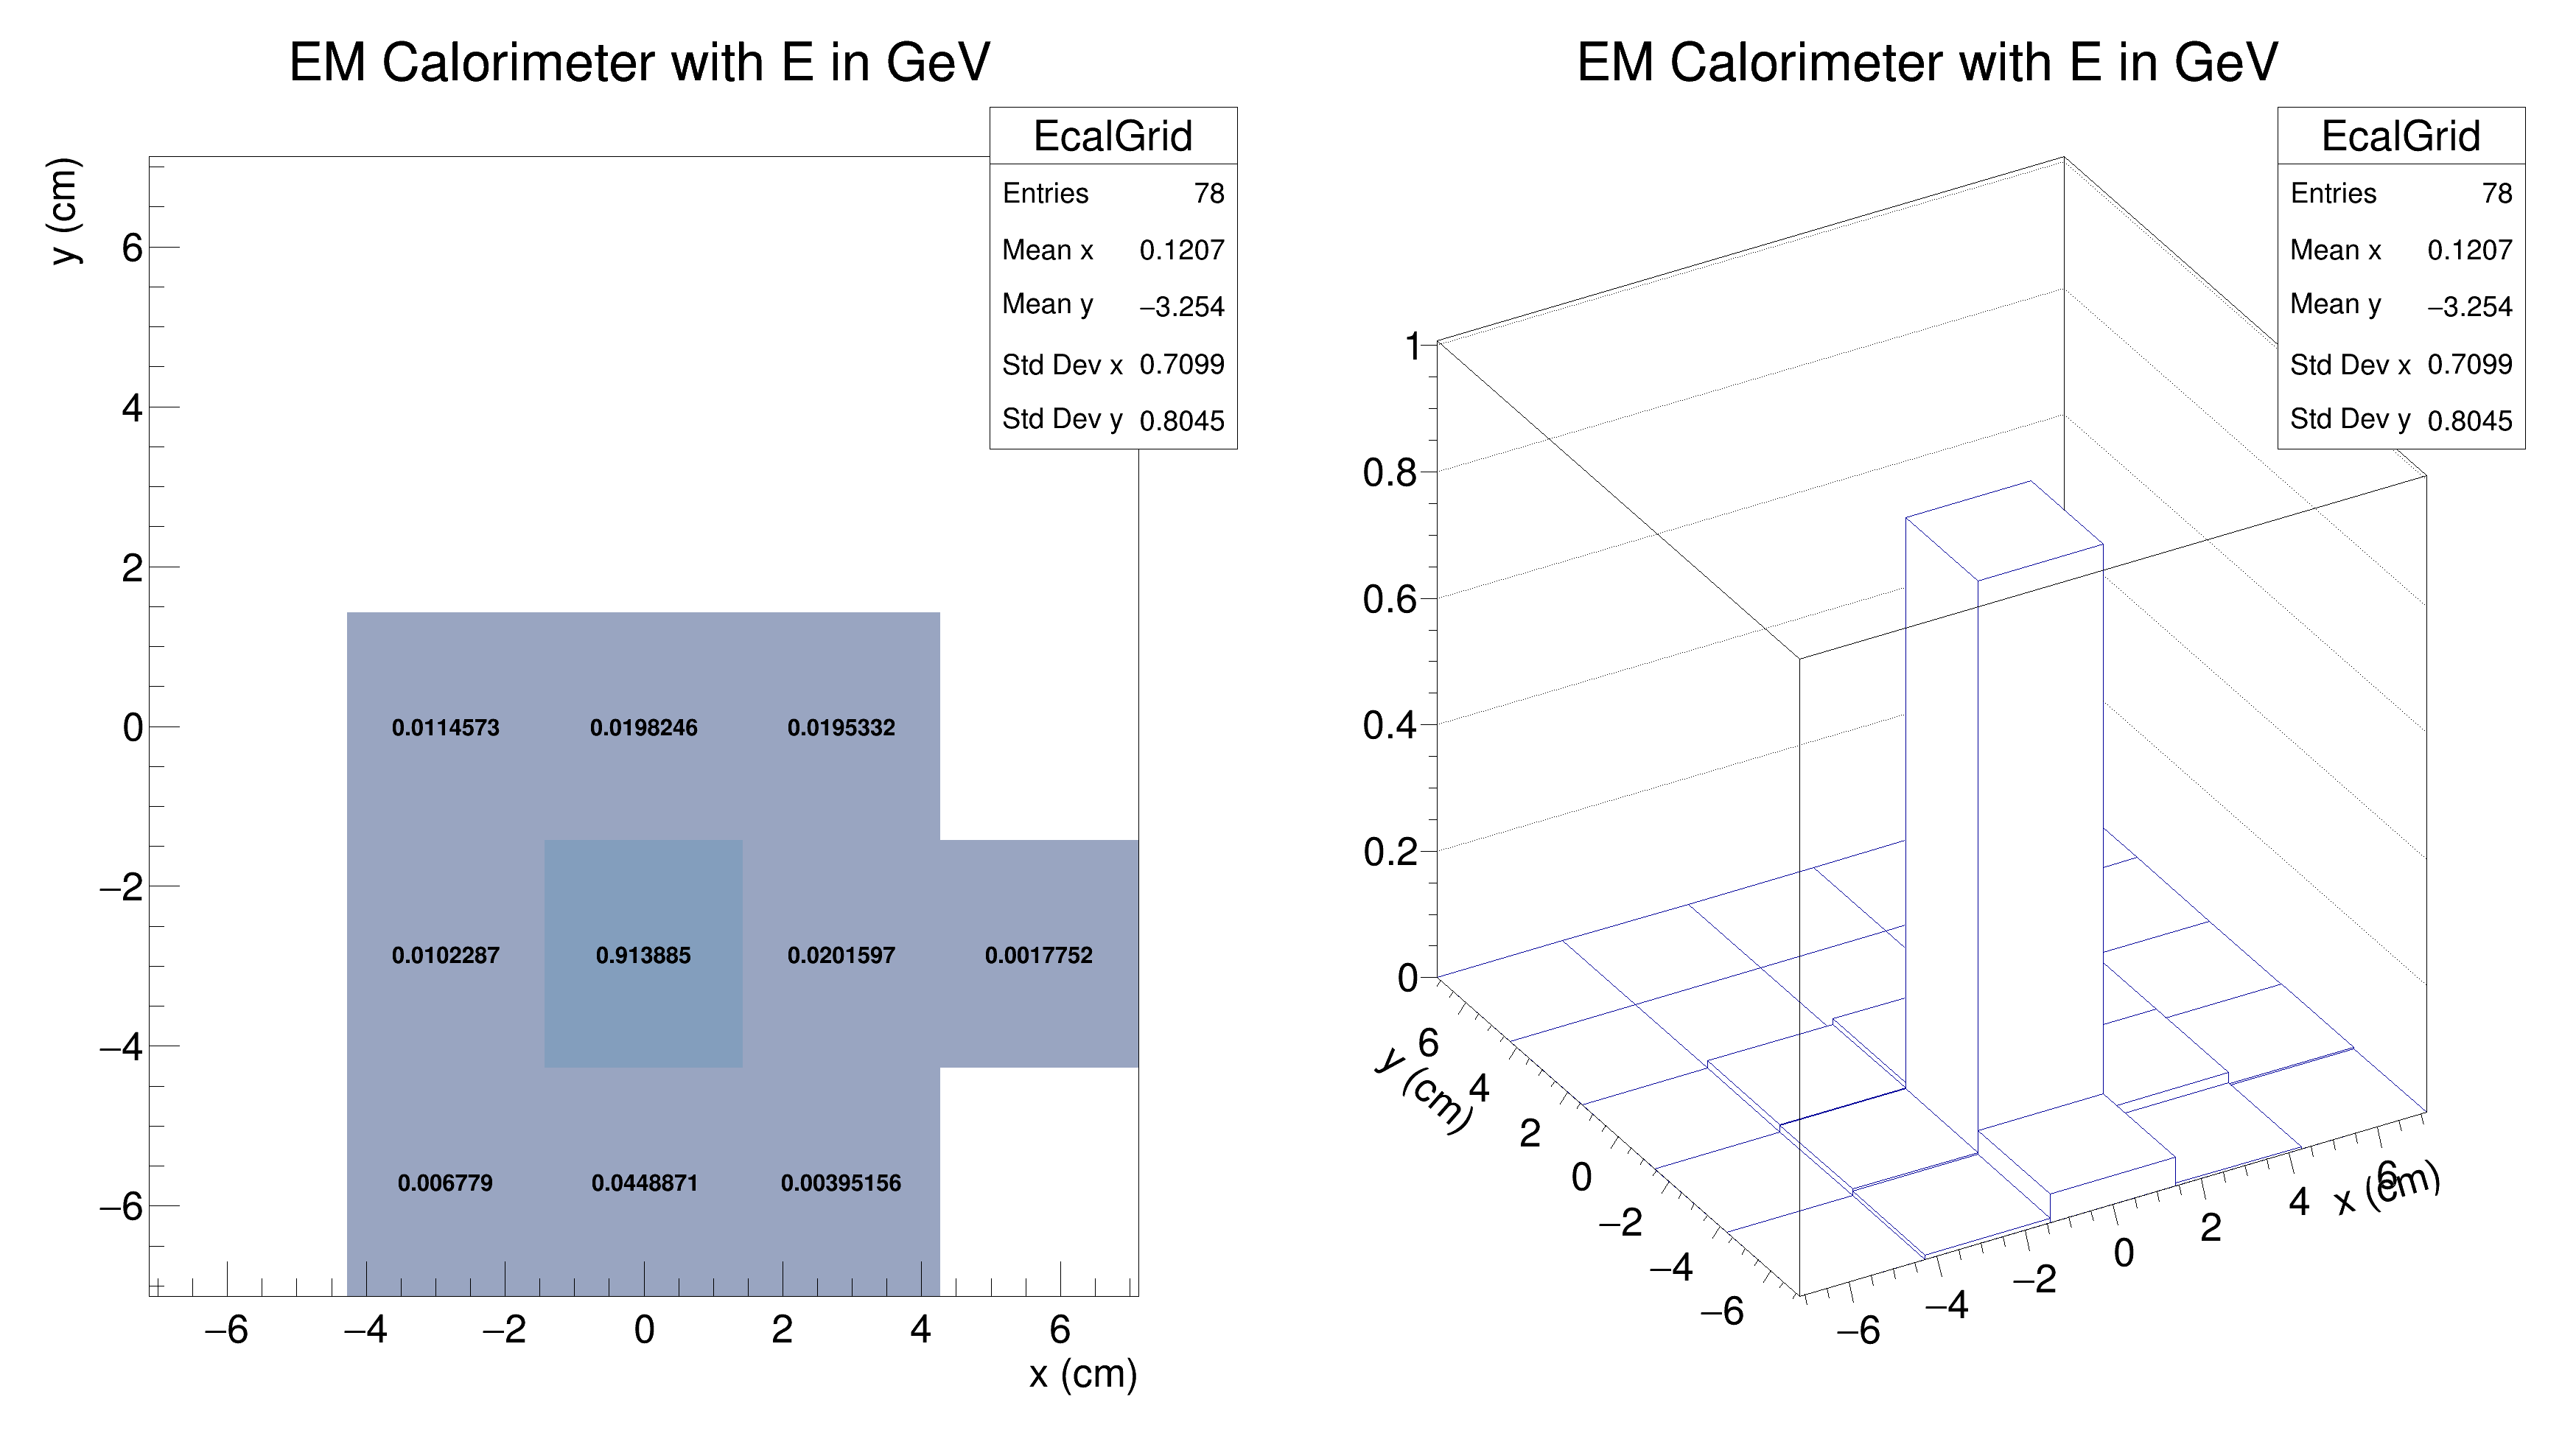 EM Calorimeter with E in GeV
EcalGrid
Entries 78
Mean x 0.1207
Mean y −3.254
Std Dev x 0.7099
Std Dev y 0.8045
y (cm)
6
4
2
0
−2
−4
−6
0.0114573 0.0198246 0.0195332
0.0102287 0.913885 0.0201597 0.0017752
0.006779 0.0448871 0.00395156
−6 −4 −2 0 2 4 6
x (cm)
EM Calorimeter with E in GeV
EcalGrid
Entries 78
Mean x 0.1207
Mean y −3.254
Std Dev x 0.7099
Std Dev y 0.8045
1
0.8
0.6
0.4
0.2
0
y (cm)
6
4
2
0
−2
−4
−6
−6 −4 −2 0 2 4 6
x (cm)